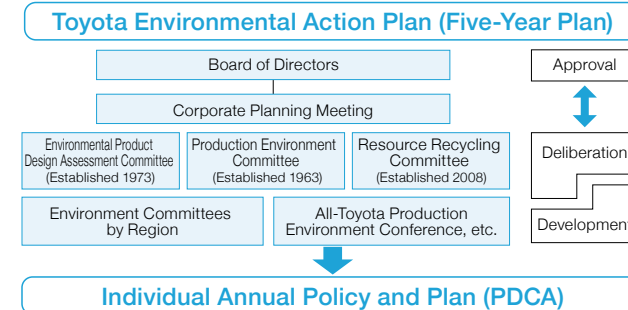 Toyota Environmental Action Plan (Five-Year Plan)
Board of Directors
Approval
Corporate Planning Meeting
Environmental Product
Design Assessment Committee
(Established 1973)
Production Environment
Committee
(Established 1963)
Resource Recycling
Committee
(Established 2008)
Deliberation
Environment Committees
by Region
All-Toyota Production
Environment Conference, etc.
Development
Individual Annual Policy and Plan (PDCA)